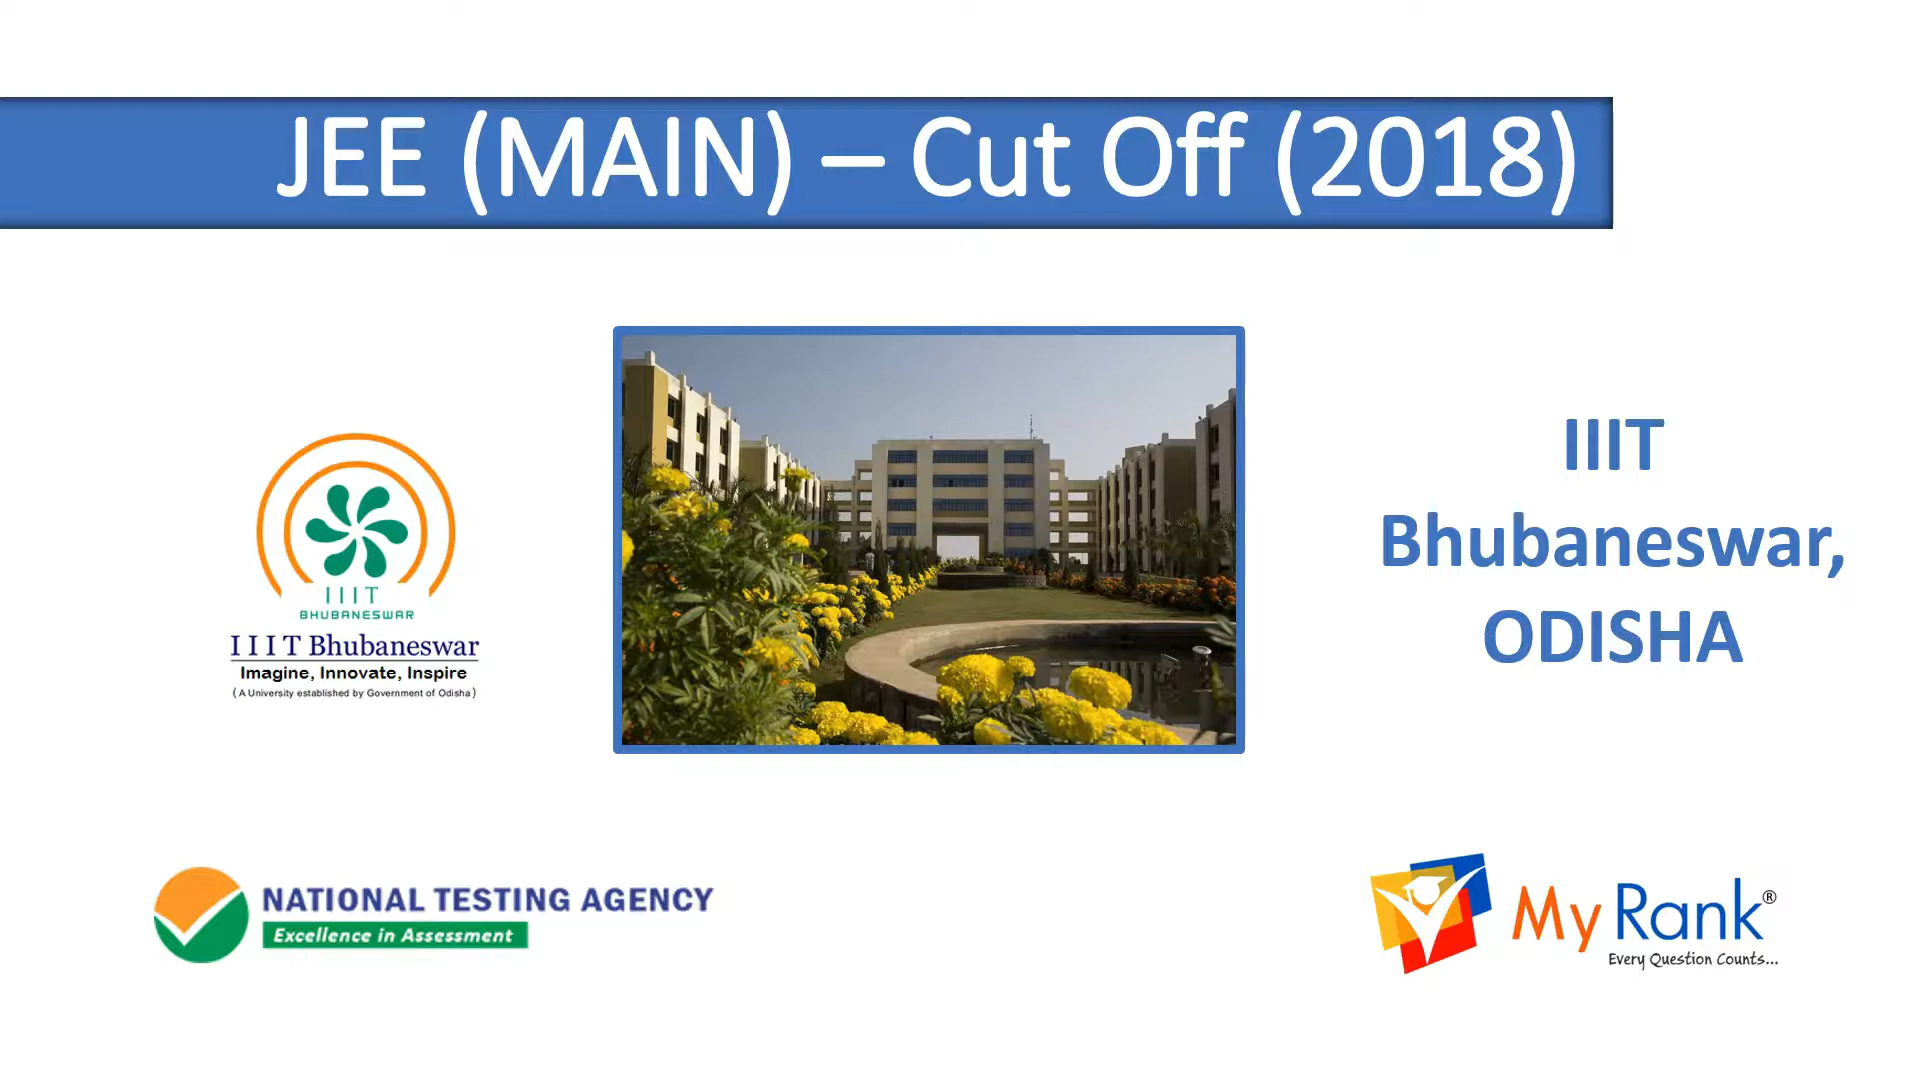 JEE (MAIN) – Cut Off (2018)
IIIT
BHUBANESWAR
IIIT Bhubaneswar
Imagine, Innovate, Inspire
(A University established by Government of Odisha)
IIIT
Bhubaneswar,
ODISHA
NATIONAL TESTING AGENCY
Excellence in Assessment
My Rank®
Every Question Counts...